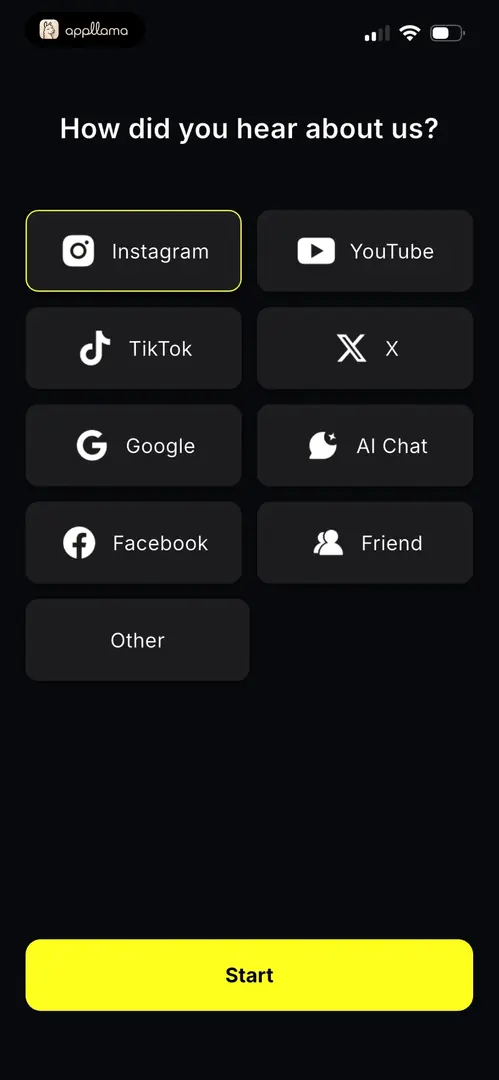 appllama
How did you hear about us?
Instagram
YouTube
TikTok
X
Google
AI Chat
Facebook
Friend
Other
Start